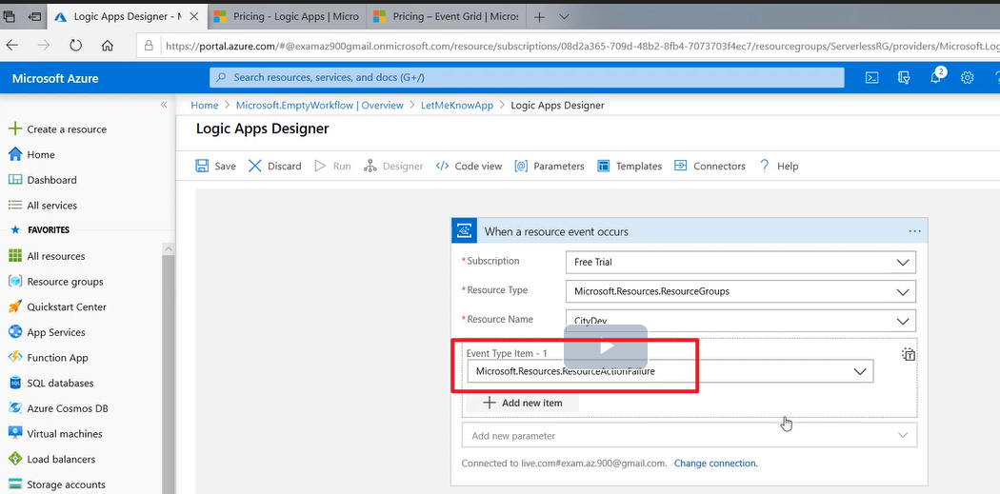 Logic Apps Designer - M
Pricing - Logic Apps | Micro
Pricing – Event Grid | Micros
https://portal.azure.com/#@examaz900gmail.onmicrosoft.com/resource/subscriptions/08d2a365-709d-48b2-8fb4-7073703f4ec7/resourcegroups/ServerlessRG/providers/Microsoft.Log
Microsoft Azure
Search resources, services, and docs (G+/)
2
Home > Microsoft.EmptyWorkflow | Overview > LetMeKnowApp > Logic Apps Designer
Logic Apps Designer
Save Discard Run Designer Code view Parameters Templates Connectors ? Help
Create a resource
Home
Dashboard
All services
FAVORITES
All resources
Resource groups
Quickstart Center
App Services
Function App
SQL databases
Azure Cosmos DB
Virtual machines
Load balancers
Storage accounts
When a resource event occurs
* Subscription
Free Trial
* Resource Type
Microsoft.Resources.ResourceGroups
* Resource Name
CityDev
Event Type Item - 1
Microsoft.Resources.ResourceActionFailure
Add new item
Add new parameter
Connected to live.com#exam.az.900@gmail.com. Change connection.